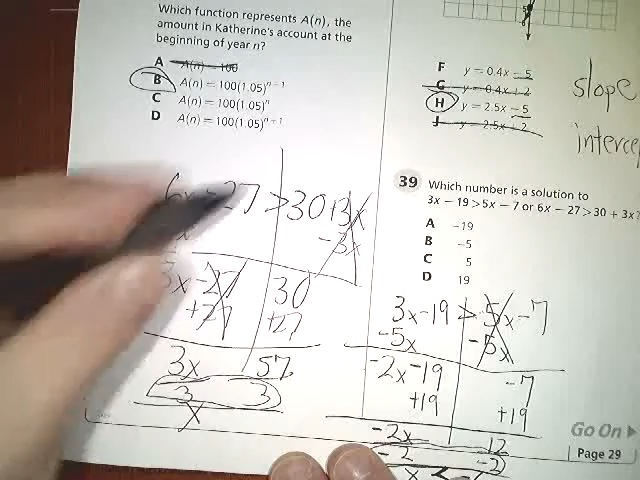 Which function represents A(n), the
amount in Katherine's account at the
beginning of year n?
A A(n) = 100
B A(n) = 100(1.05)ⁿ⁻¹
C A(n) = 100(1.05)ⁿ
D A(n) = 100(1.05)ⁿ⁺¹
F y = 0.4x − 5
G y = 0.4x + 2
H y = 2.5x − 5
J y = 2.5x + 2
slope
interce
39 Which number is a solution to
3x − 19 > 5x − 7 or 6x − 27 > 30 + 3x?
A −19
B −5
C 5
D 19
6x -27 > 30+3x
-3x
3x -27 30
+27 +27
3x 57
3 3
x
3x -19 > 5x -7
-5x -5x
-2x -19 -7
+19 +19
-2x 12
-2 -2
x <
Go On
Page 29